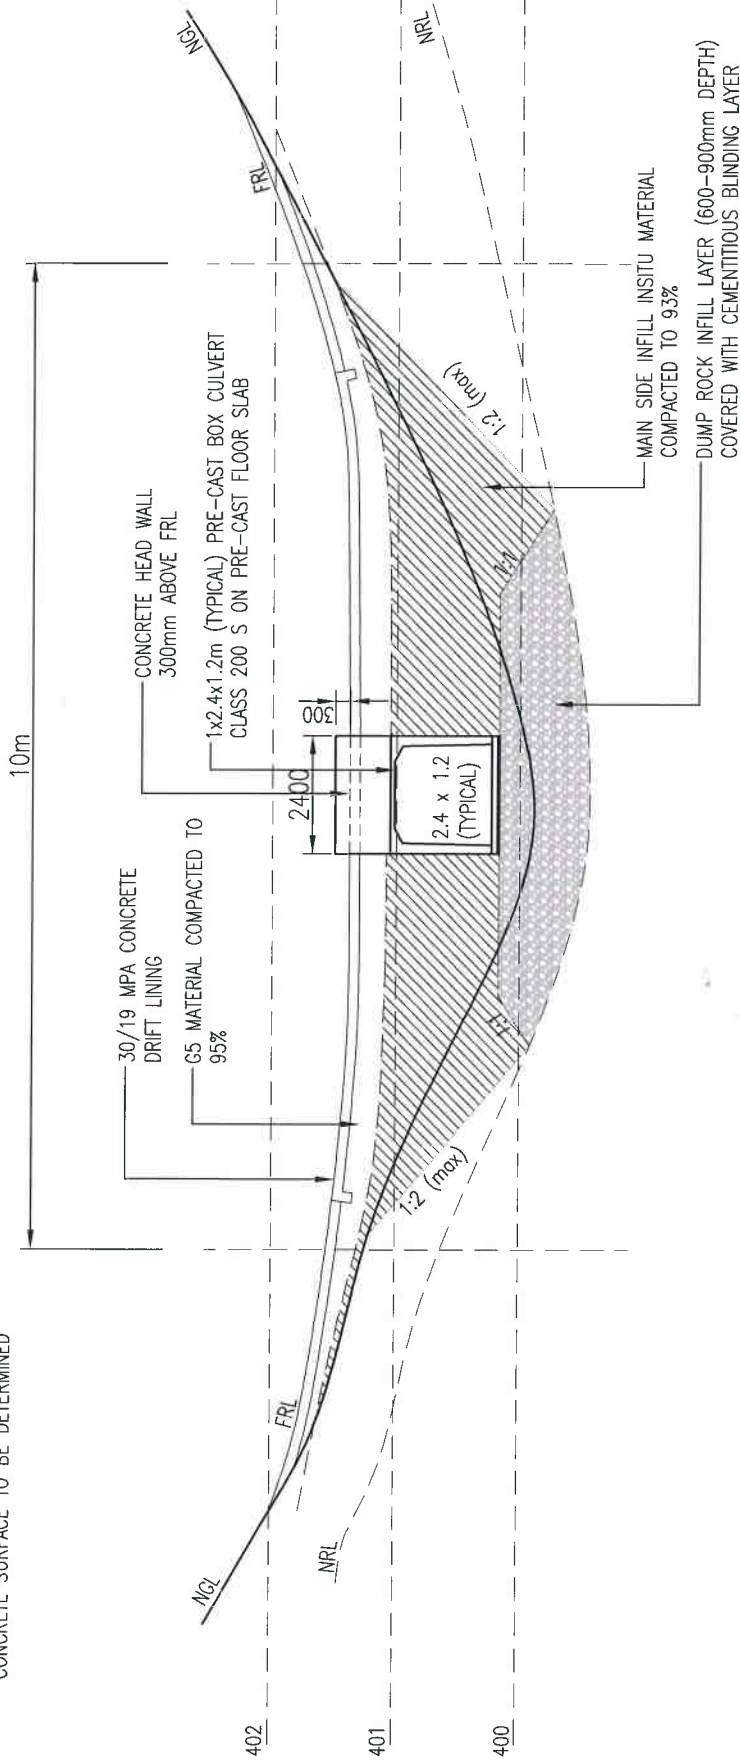 CONCRETE SURFACE TO BE DETERMINED
10m
30/19 MPA CONCRETE
DRIFT LINING
G5 MATERIAL COMPACTED TO
95%
CONCRETE HEAD WALL
300mm ABOVE FRL
1x2.4x1.2m (TYPICAL) PRE-CAST BOX CULVERT
CLASS 200 S ON PRE-CAST FLOOR SLAB
2400
300
2.4 x 1.2
(TYPICAL)
NGL
FRL
NRL
FRL
NGL
NRL
402
401
400
1:2 (max)
1:1
1:1
1:2 (max)
MAIN SIDE INFILL INSITU MATERIAL
COMPACTED TO 93%
DUMP ROCK INFILL LAYER (600-900mm DEPTH)
COVERED WITH CEMENTITIOUS BLINDING LAYER